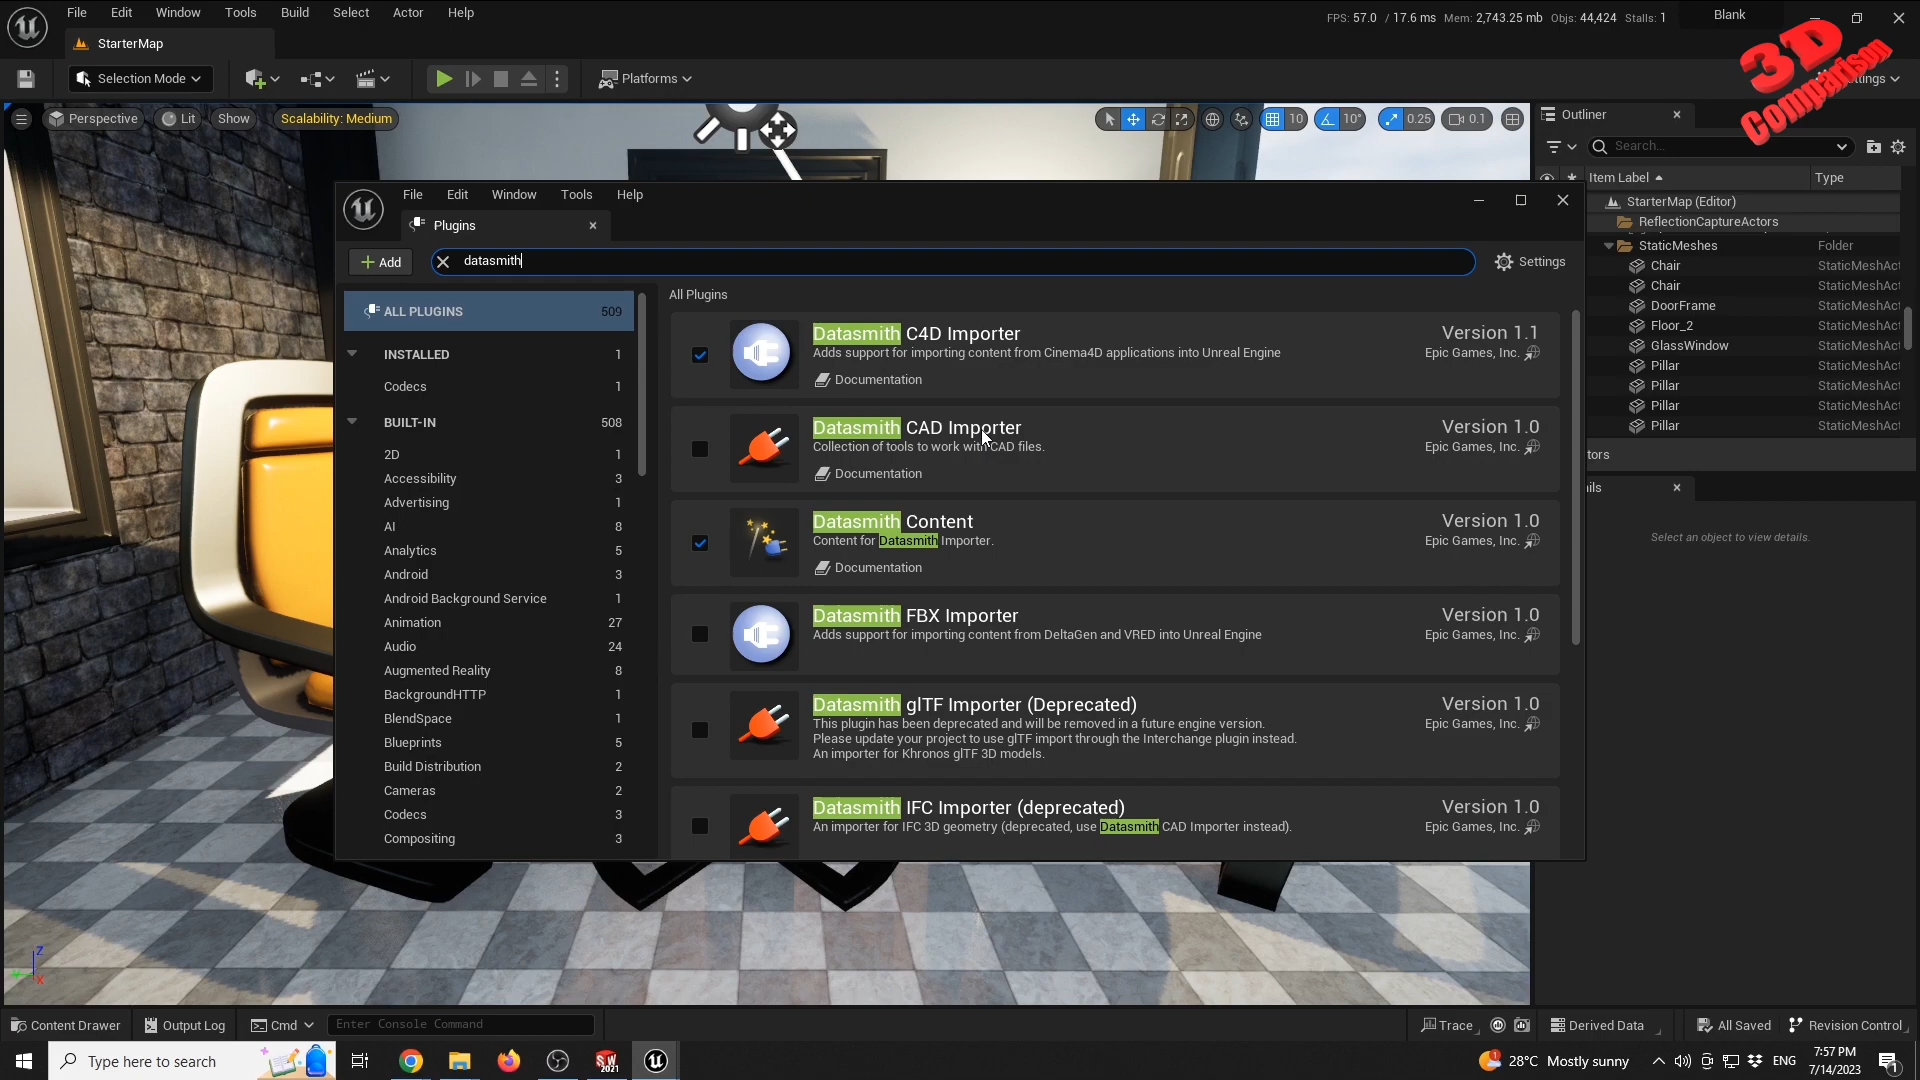 File Edit Window Tools Build Select Actor Help
FPS: 57.0 / 17.6 ms Mem: 2,743.25 mb Objs: 44,424 Stalls: 1 Blank
StarterMap
Selection Mode
Platforms
3D Comparison
Perspective Lit Show Scalability: Medium
10 10° 0.25 0.1
Outliner
Search...
Item Label Type
StarterMap (Editor)
ReflectionCaptureActors
StaticMeshes Folder
Chair StaticMeshAct
Chair StaticMeshAct
DoorFrame StaticMeshAct
Floor_2 StaticMeshAct
GlassWindow StaticMeshAct
Pillar StaticMeshAct
Pillar StaticMeshAct
Pillar StaticMeshAct
Pillar StaticMeshAct
tors
ils
Select an object to view details.
File Edit Window Tools Help
Plugins
Add
datasmith
Settings
ALL PLUGINS 509
INSTALLED 1
Codecs 1
BUILT-IN 508
2D 1
Accessibility 3
Advertising 1
AI 8
Analytics 5
Android 3
Android Background Service 1
Animation 27
Audio 24
Augmented Reality 8
BackgroundHTTP 1
BlendSpace 1
Blueprints 5
Build Distribution 2
Cameras 2
Codecs 3
Compositing 3
All Plugins
Datasmith C4D Importer Version 1.1
Adds support for importing content from Cinema4D applications into Unreal Engine Epic Games, Inc.
Documentation
Datasmith CAD Importer Version 1.0
Collection of tools to work with CAD files. Epic Games, Inc.
Documentation
Datasmith Content Version 1.0
Content for Datasmith Importer. Epic Games, Inc.
Documentation
Datasmith FBX Importer Version 1.0
Adds support for importing content from DeltaGen and VRED into Unreal Engine Epic Games, Inc.
Datasmith glTF Importer (Deprecated) Version 1.0
This plugin has been deprecated and will be removed in a future engine version. Epic Games, Inc.
Please update your project to use glTF import through the Interchange plugin instead.
An importer for Khronos glTF 3D models.
Datasmith IFC Importer (deprecated) Version 1.0
An importer for IFC 3D geometry (deprecated, use Datasmith CAD Importer instead). Epic Games, Inc.
Z
X
Content Drawer Output Log Cmd Enter Console Command
Trace Derived Data All Saved Revision Control
Type here to search
SW 2021
28°C Mostly sunny
ENG
7:57 PM
7/14/2023